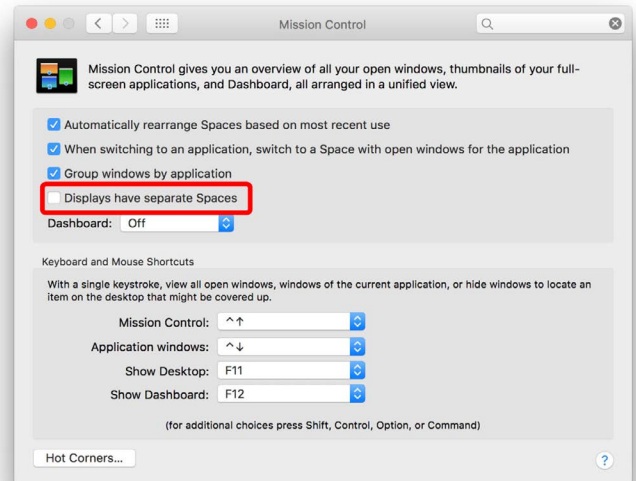 Mission Control
Mission Control gives you an overview of all your open windows, thumbnails of your full-
screen applications, and Dashboard, all arranged in a unified view.
Automatically rearrange Spaces based on most recent use
When switching to an application, switch to a Space with open windows for the application
Group windows by application
Displays have separate Spaces
Dashboard: Off
Keyboard and Mouse Shortcuts
With a single keystroke, view all open windows, windows of the current application, or hide windows to locate an
item on the desktop that might be covered up.
Mission Control: ^↑
Application windows: ^↓
Show Desktop: F11
Show Dashboard: F12
(for additional choices press Shift, Control, Option, or Command)
Hot Corners... ?